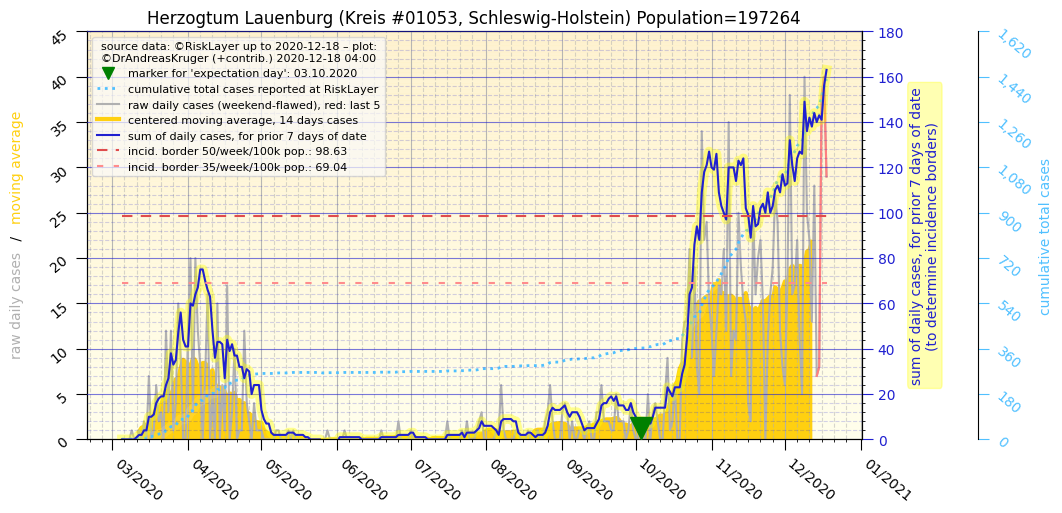 Herzogtum Lauenburg (Kreis #01053, Schleswig-Holstein) Population=197264
source data: ©RiskLayer up to 2020-12-18 – plot:
©DrAndreasKruger (+contrib.) 2020-12-18 04:00
marker for 'expectation day': 03.10.2020
cumulative total cases reported at RiskLayer
raw daily cases (weekend-flawed), red: last 5
centered moving average, 14 days cases
sum of daily cases, for prior 7 days of date
incid. border 50/week/100k pop.: 98.63
incid. border 35/week/100k pop.: 69.04
raw daily cases / moving average
45
40
35
30
25
20
15
10
5
0
03/2020
04/2020
05/2020
06/2020
07/2020
08/2020
09/2020
10/2020
11/2020
12/2020
01/2021
180
160
140
120
100
80
60
40
20
0
sum of daily cases, for prior 7 days of date
(to determine incidence borders)
1,620
1,440
1,260
1,080
900
720
540
360
180
0
cumulative total cases